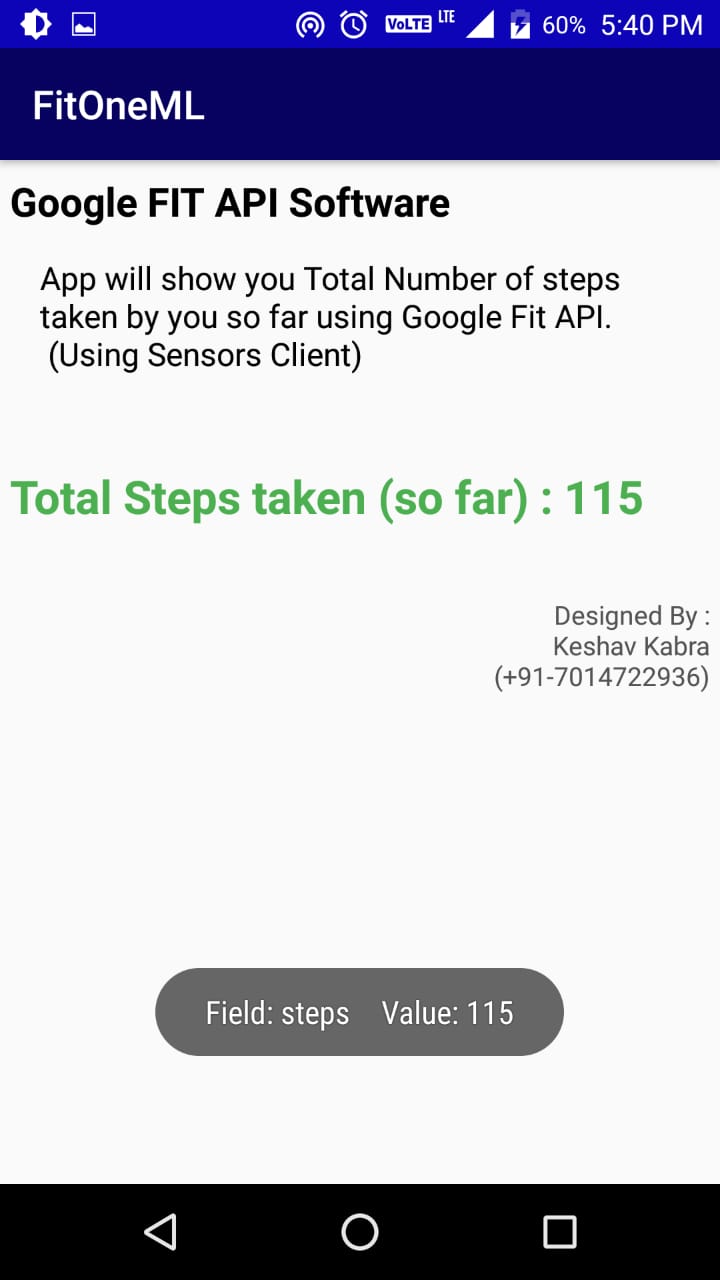 VoLTE LTE 60% 5:40 PM
FitOneML
Google FIT API Software
App will show you Total Number of steps
taken by you so far using Google Fit API.
(Using Sensors Client)
Total Steps taken (so far) : 115
Designed By :
Keshav Kabra
(+91-7014722936)
Field: steps Value: 115